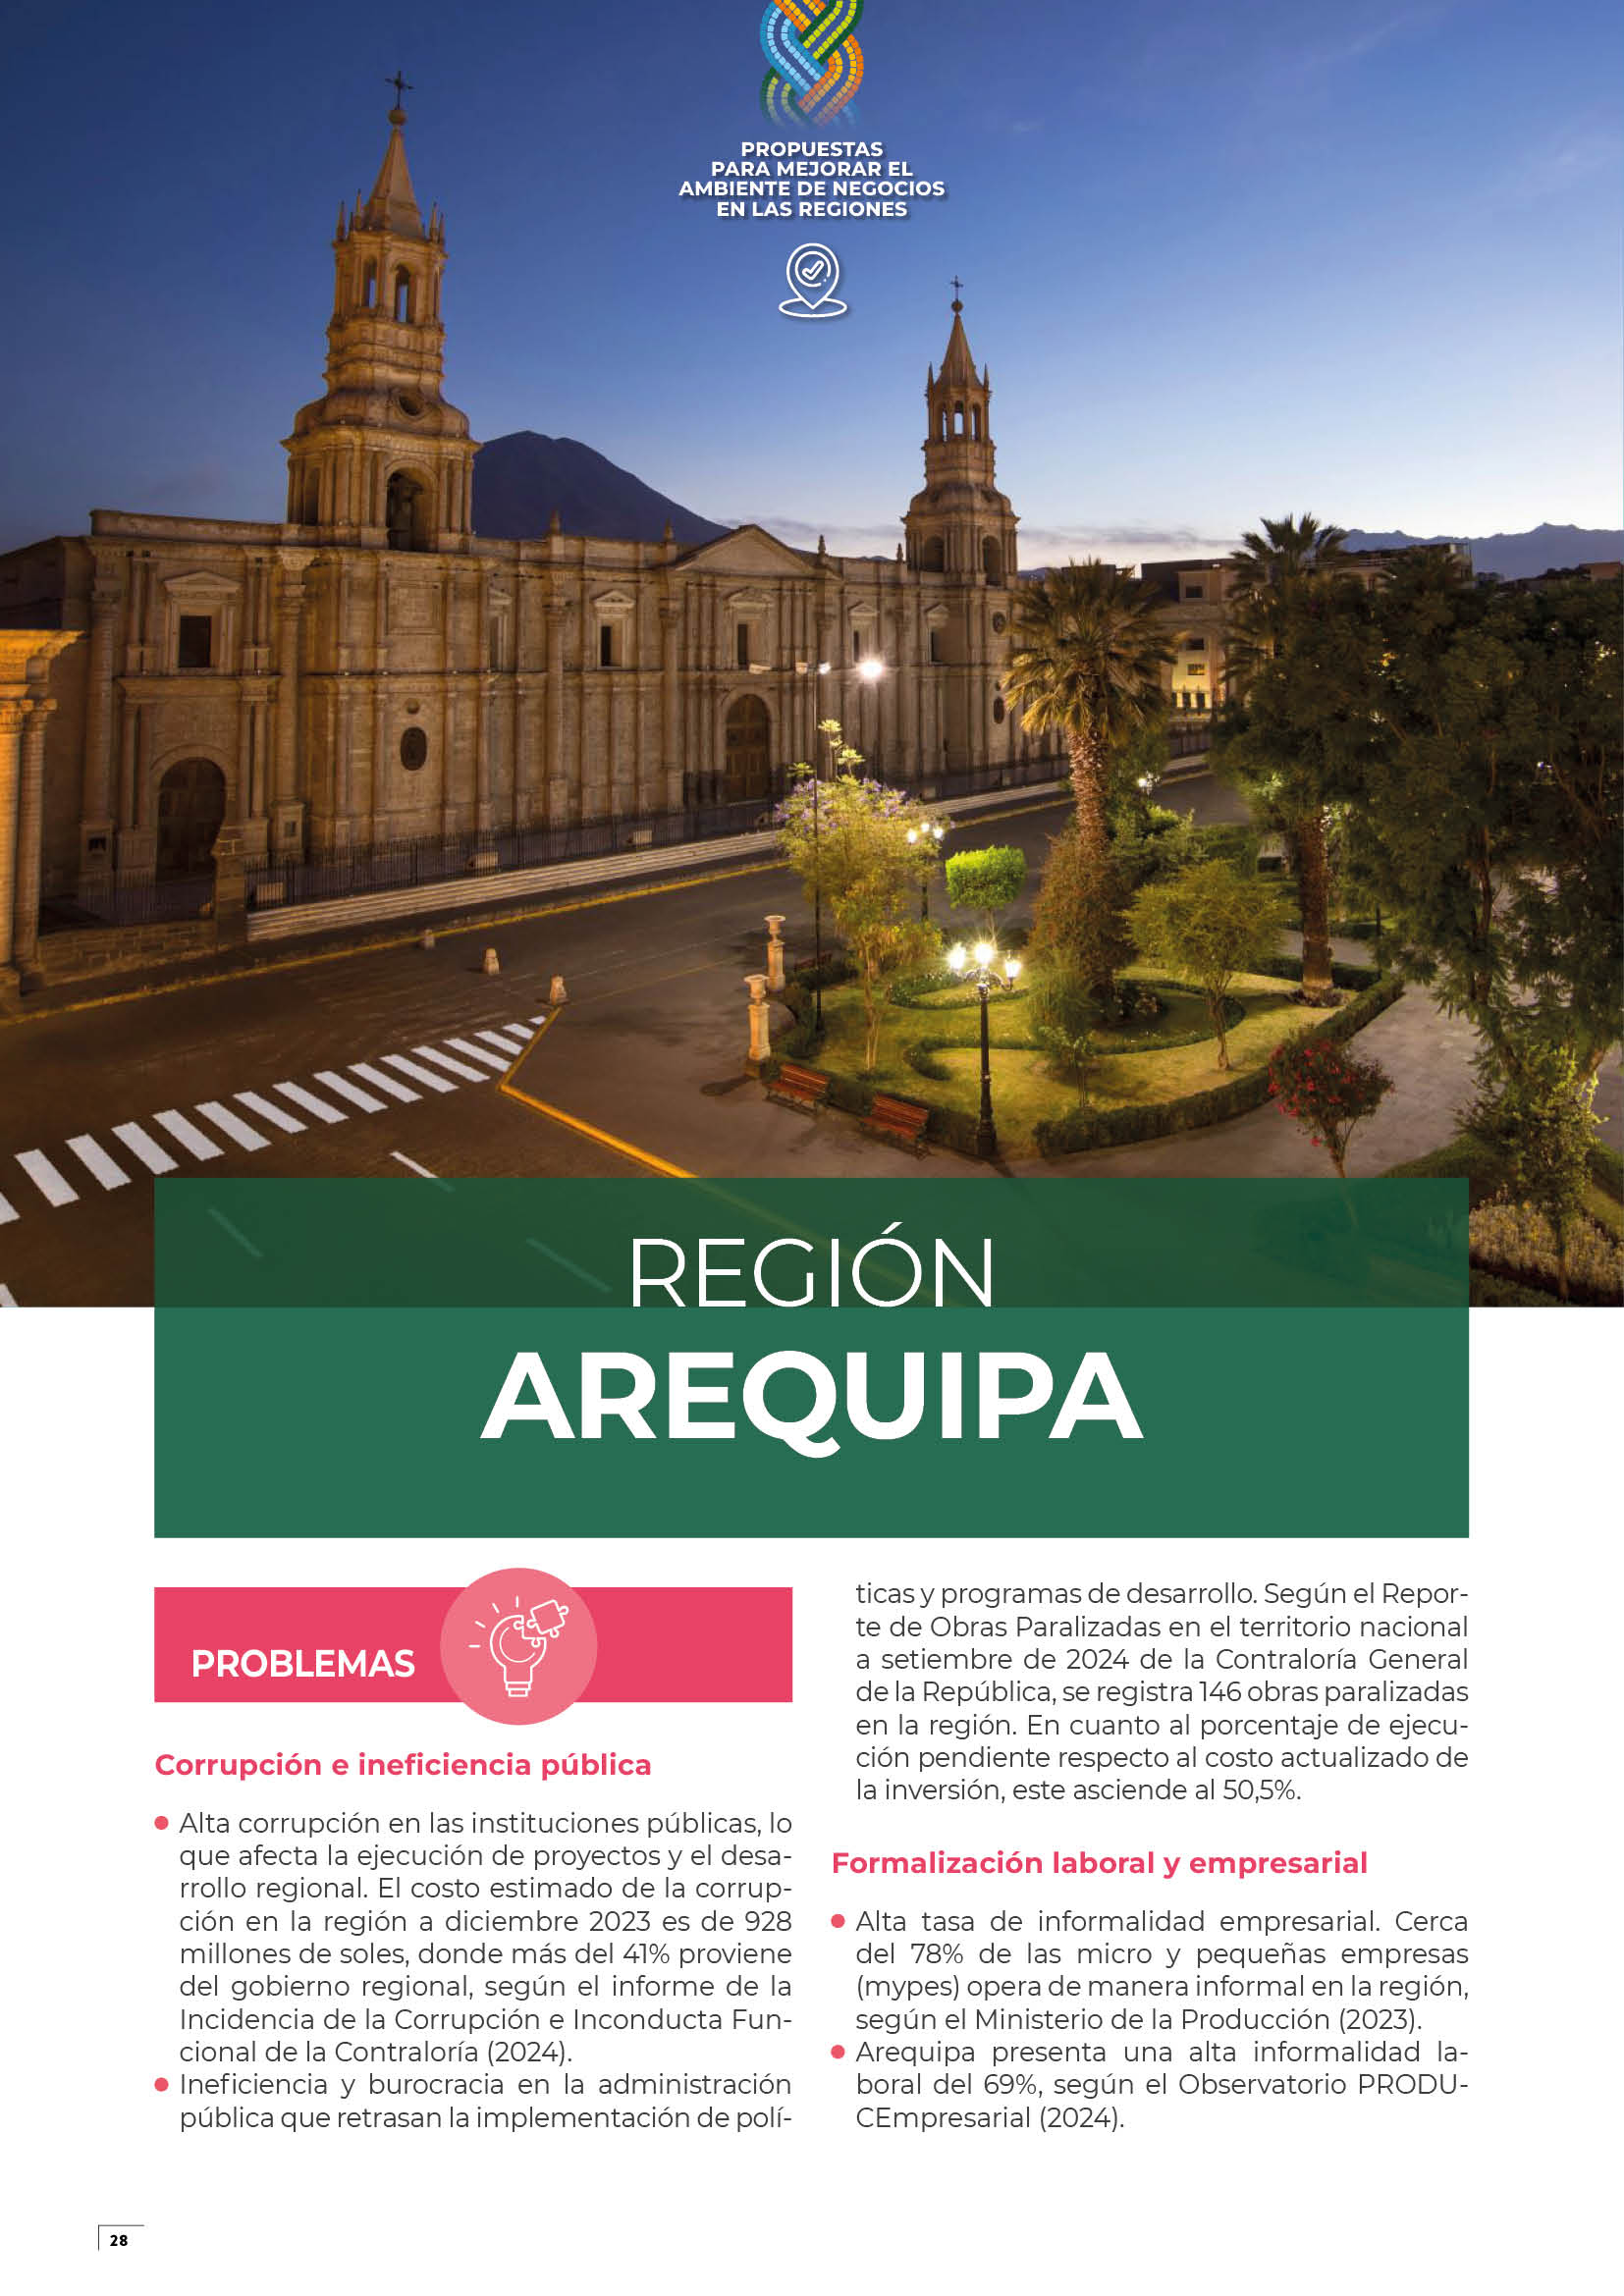 PROPUESTAS
PARA MEJORAR EL
AMBIENTE DE NEGOCIOS
EN LAS REGIONES
REGIÓN
AREQUIPA
PROBLEMAS
Corrupción e ineficiencia pública
Alta corrupción en las instituciones públicas, lo
que afecta la ejecución de proyectos y el desa-
rrollo regional. El costo estimado de la corrup-
ción en la región a diciembre 2023 es de 928
millones de soles, donde más del 41% proviene
del gobierno regional, según el informe de la
Incidencia de la Corrupción e Inconducta Fun-
cional de la Contraloría (2024).
Ineficiencia y burocracia en la administración
pública que retrasan la implementación de polí-
ticas y programas de desarrollo. Según el Repor-
te de Obras Paralizadas en el territorio nacional
a setiembre de 2024 de la Contraloría General
de la República, se registra 146 obras paralizadas
en la región. En cuanto al porcentaje de ejecu-
ción pendiente respecto al costo actualizado de
la inversión, este asciende al 50,5%.
Formalización laboral y empresarial
Alta tasa de informalidad empresarial. Cerca
del 78% de las micro y pequeñas empresas
(mypes) opera de manera informal en la región,
según el Ministerio de la Producción (2023).
Arequipa presenta una alta informalidad la-
boral del 69%, según el Observatorio PRODU-
CEmpresarial (2024).
28